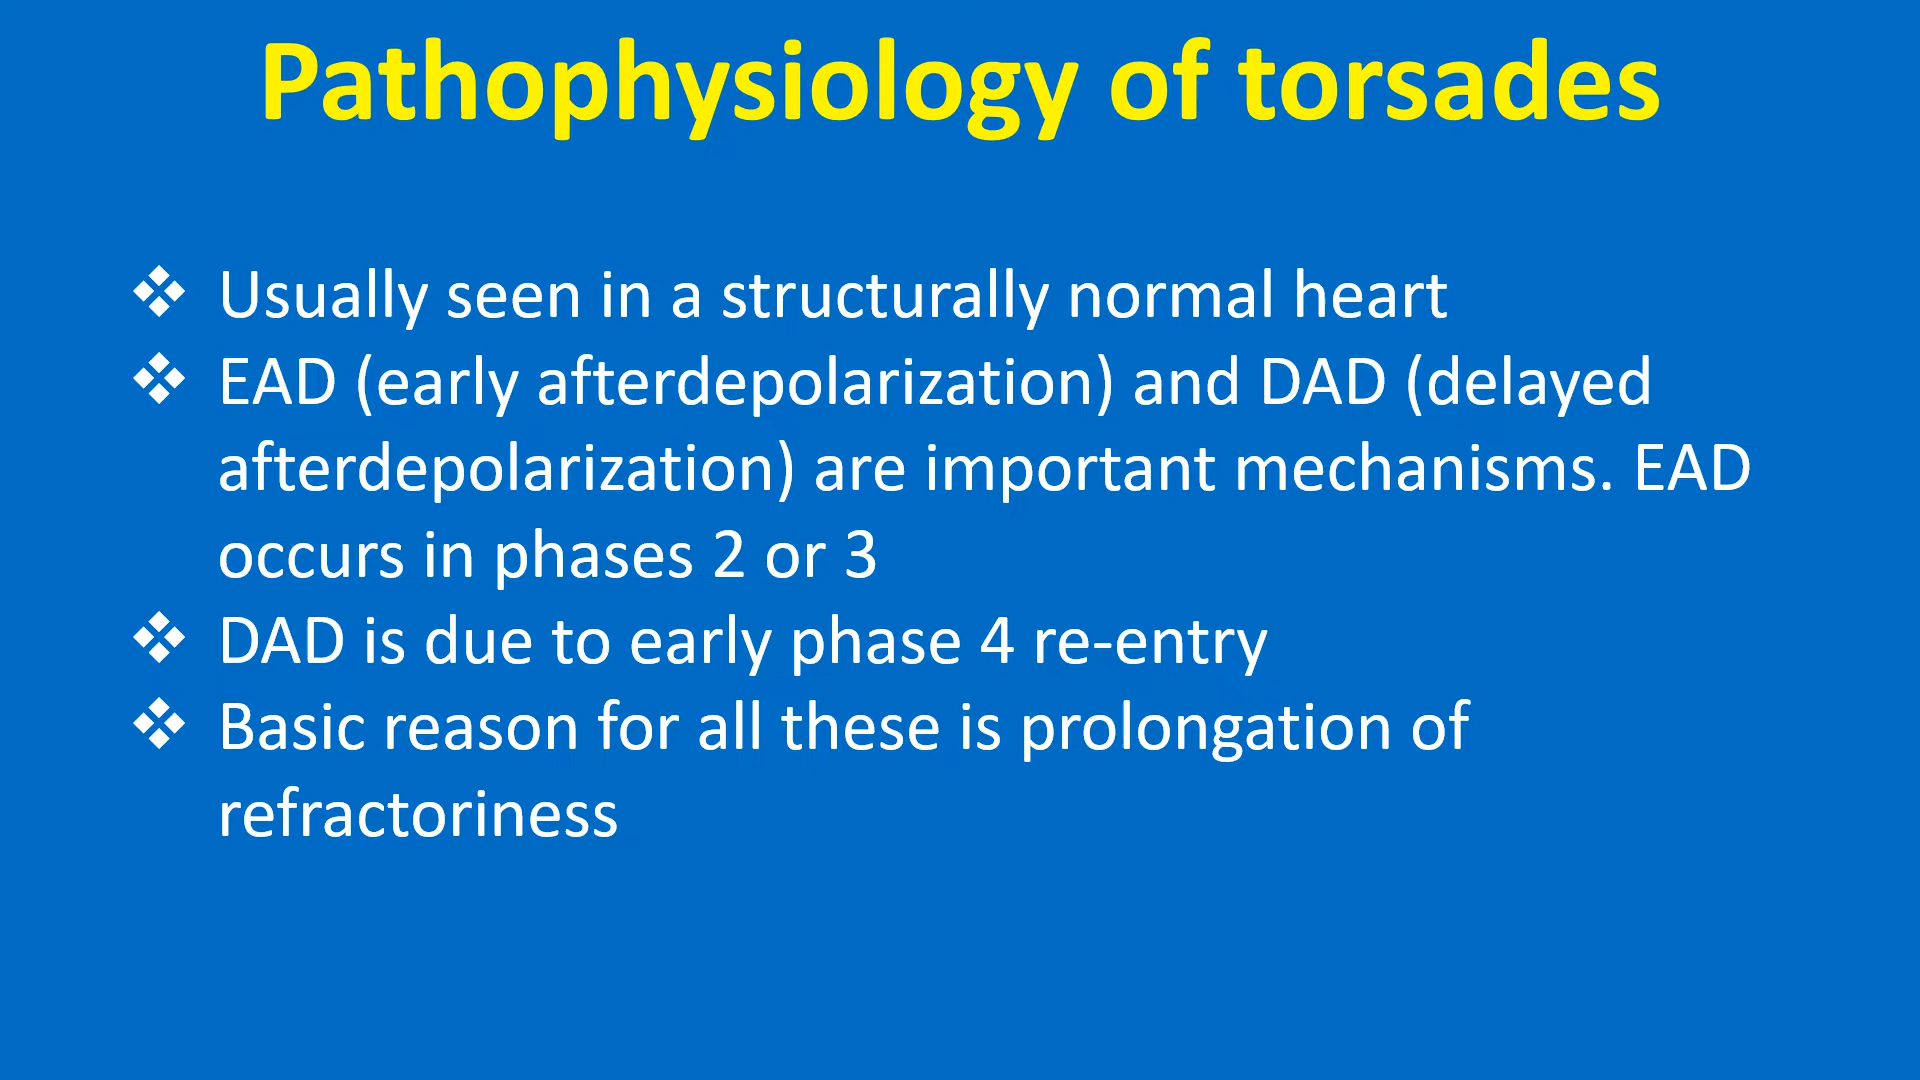 Pathophysiology of torsades
❖ Usually seen in a structurally normal heart
❖ EAD (early afterdepolarization) and DAD (delayed
afterdepolarization) are important mechanisms. EAD
occurs in phases 2 or 3
❖ DAD is due to early phase 4 re-entry
❖ Basic reason for all these is prolongation of
refractoriness